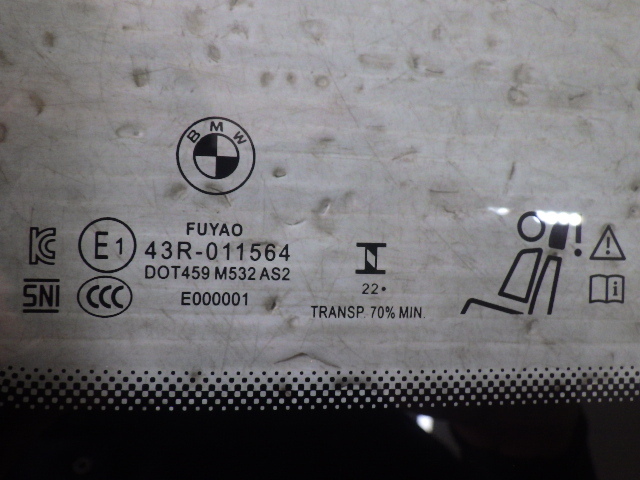 BMW
FUYAO
E1 43R-011564
DOT459 M532 AS2
SNI CCC E000001
22•
TRANSP. 70% MIN.